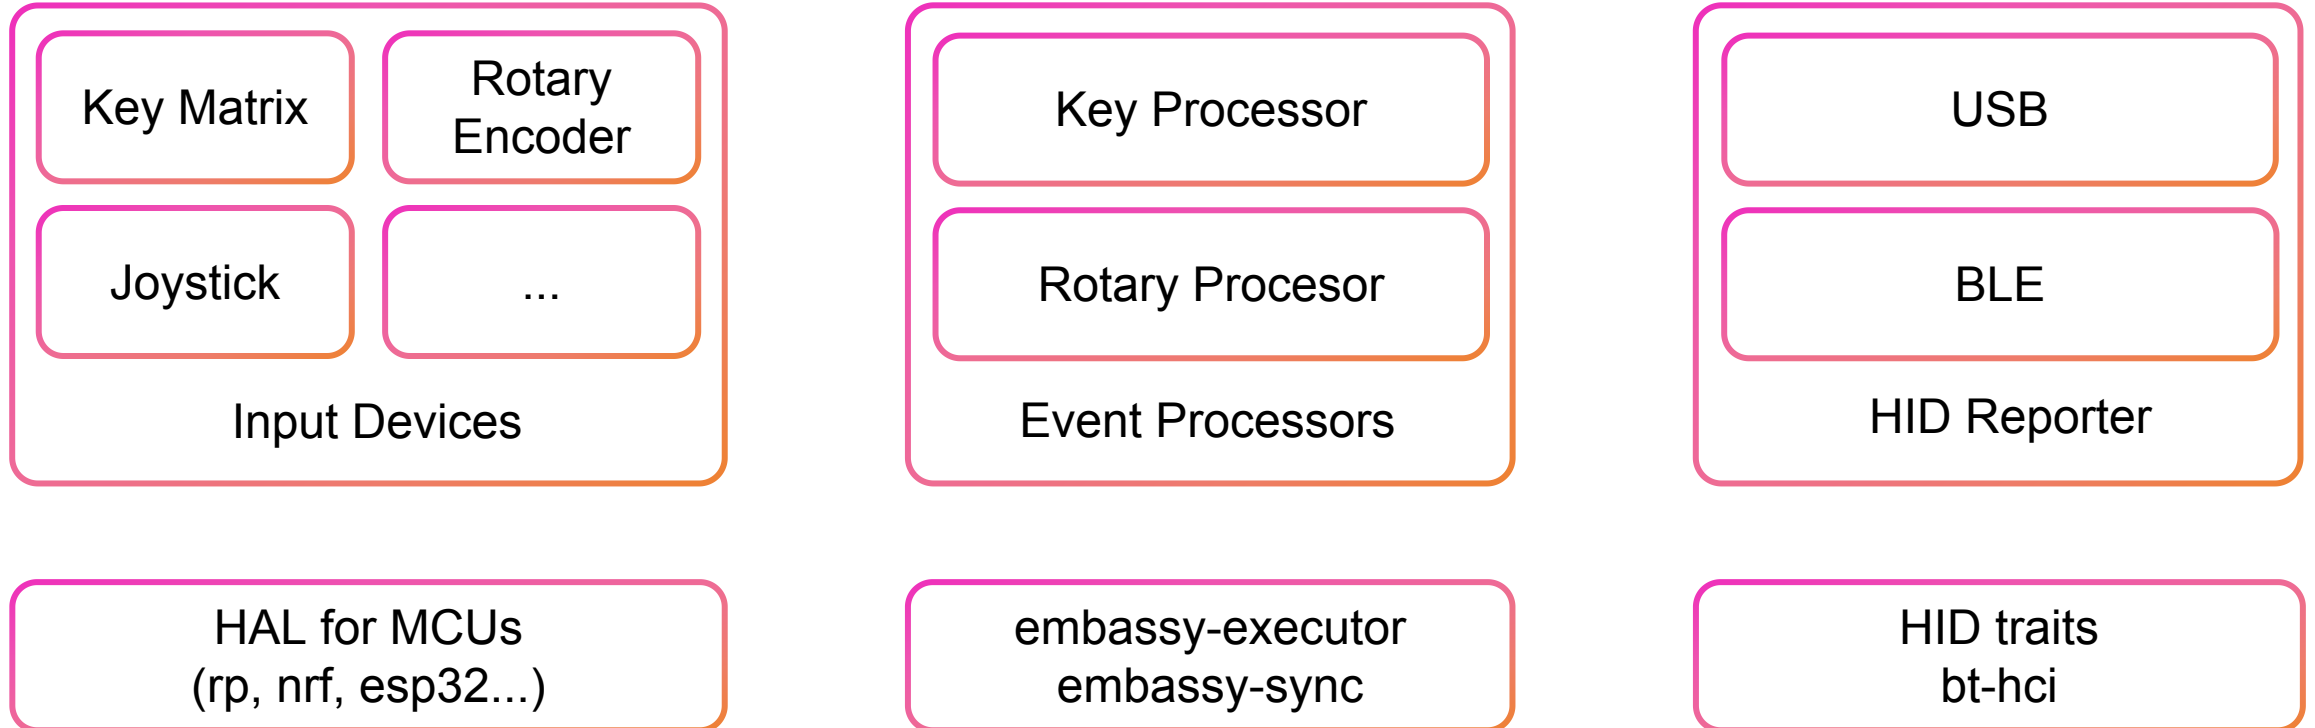 Key Matrix
Rotary
Encoder
Joystick
...
Input Devices
Key Processor
Rotary Procesor
Event Processors
USB
BLE
HID Reporter
HAL for MCUs
(rp, nrf, esp32...)
embassy-executor
embassy-sync
HID traits
bt-hci